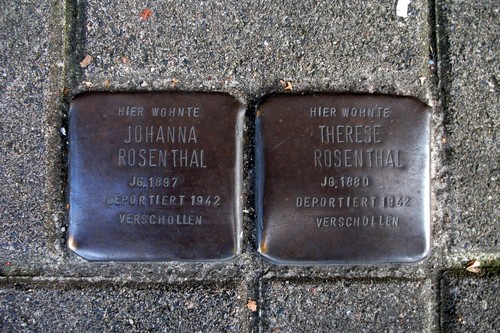 HIER WOHNTE
JOHANNA
ROSENTHAL
JG.1897
DEPORTIERT 1942
VERSCHOLLEN
HIER WOHNTE
THERESE
ROSENTHAL
JG.1880
DEPORTIERT 1942
VERSCHOLLEN